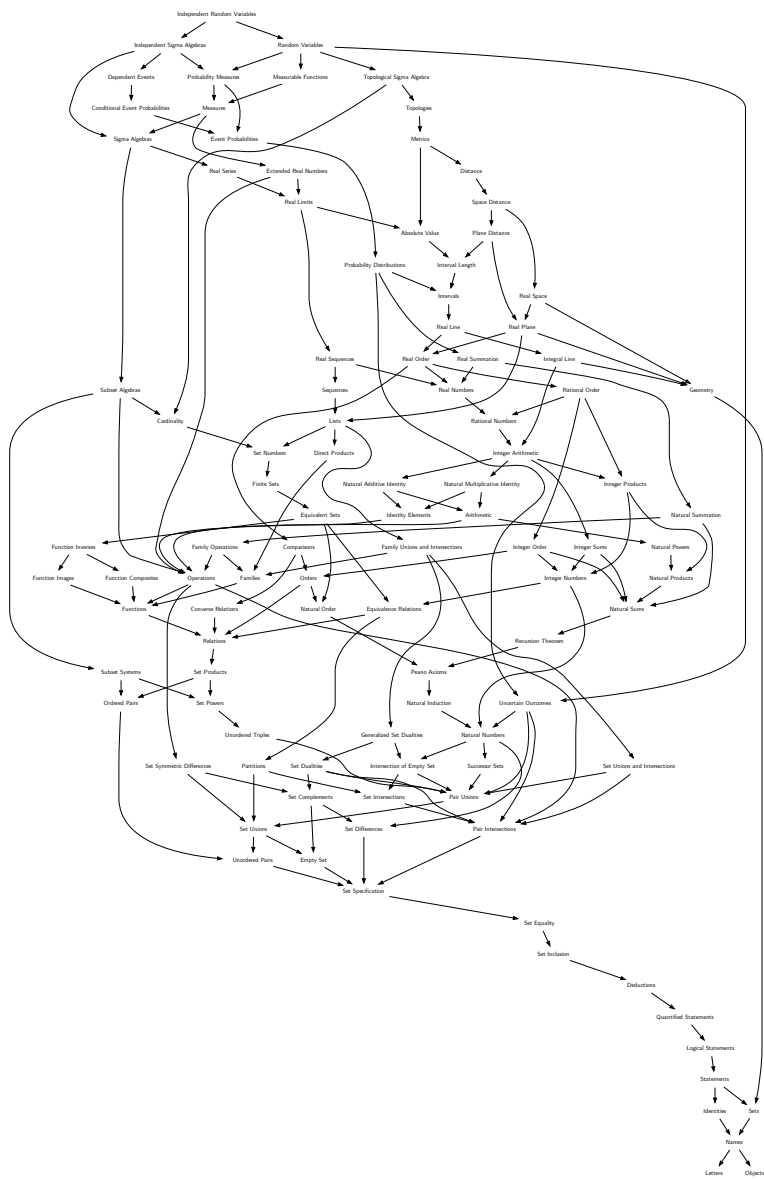 Independent Random Variables
Independent Sigma Algebras
Random Variables
Dependent Events
Probability Measures
Measurable Functions
Topological Sigma Algebra
Conditional Event Probabilities
Measures
Topologies
Sigma Algebras
Event Probabilities
Metrics
Real Series
Extended Real Numbers
Distance
Real Limits
Space Distance
Absolute Value
Plane Distance
Probability Distributions
Interval Length
Intervals
Real Space
Real Line
Real Plane
Real Sequences
Real Order
Real Summation
Integral Line
Subset Algebras
Sequences
Real Numbers
Rational Order
Geometry
Cardinality
Lists
Rational Numbers
Set Numbers
Direct Products
Integer Arithmetic
Finite Sets
Natural Additive Identity
Natural Multiplicative Identity
Integer Products
Equivalent Sets
Identity Elements
Arithmetic
Natural Summation
Function Inverses
Family Operations
Comparisons
Family Unions and Intersections
Integer Order
Integer Sums
Natural Powers
Function Images
Function Composites
Operations
Families
Orders
Integer Numbers
Natural Products
Functions
Converse Relations
Natural Order
Equivalence Relations
Natural Sums
Relations
Recursion Theorem
Subset Systems
Set Products
Peano Axioms
Ordered Pairs
Set Powers
Natural Induction
Uncertain Outcomes
Unordered Triples
Generalized Set Dualities
Natural Numbers
Set Symmetric Differences
Partitions
Set Dualities
Intersection of Empty Set
Successor Sets
Set Unions and Intersections
Set Complements
Set Intersections
Pair Unions
Set Unions
Set Differences
Pair Intersections
Unordered Pairs
Empty Set
Set Specification
Set Equality
Set Inclusion
Deductions
Quantified Statements
Logical Statements
Statements
Identities
Sets
Names
Letters
Objects